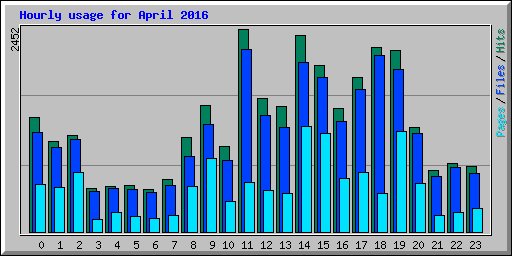 Hourly usage for April 2016
2452
Pages / Files / Hits
0 1 2 3 4 5 6 7 8 9 10 11 12 13 14 15 16 17 18 19 20 21 22 23